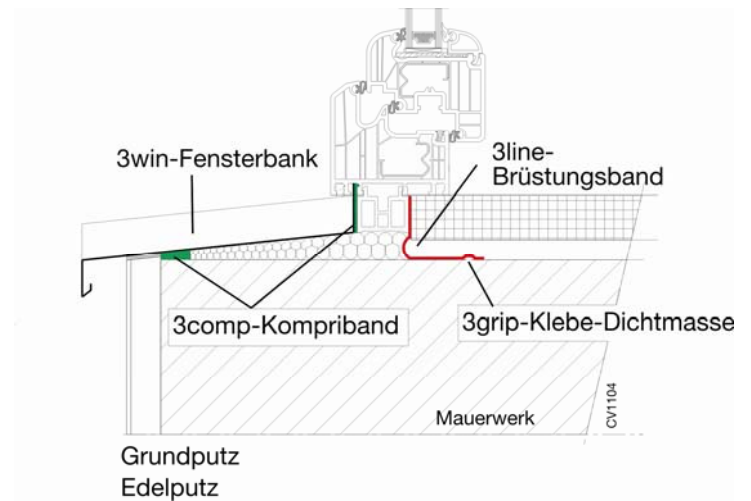 3win-Fensterbank
3line-
Brüstungsband
3comp-Kompriband
3grip-Klebe-Dichtmasse
CV1104
Mauerwerk
Grundputz
Edelputz